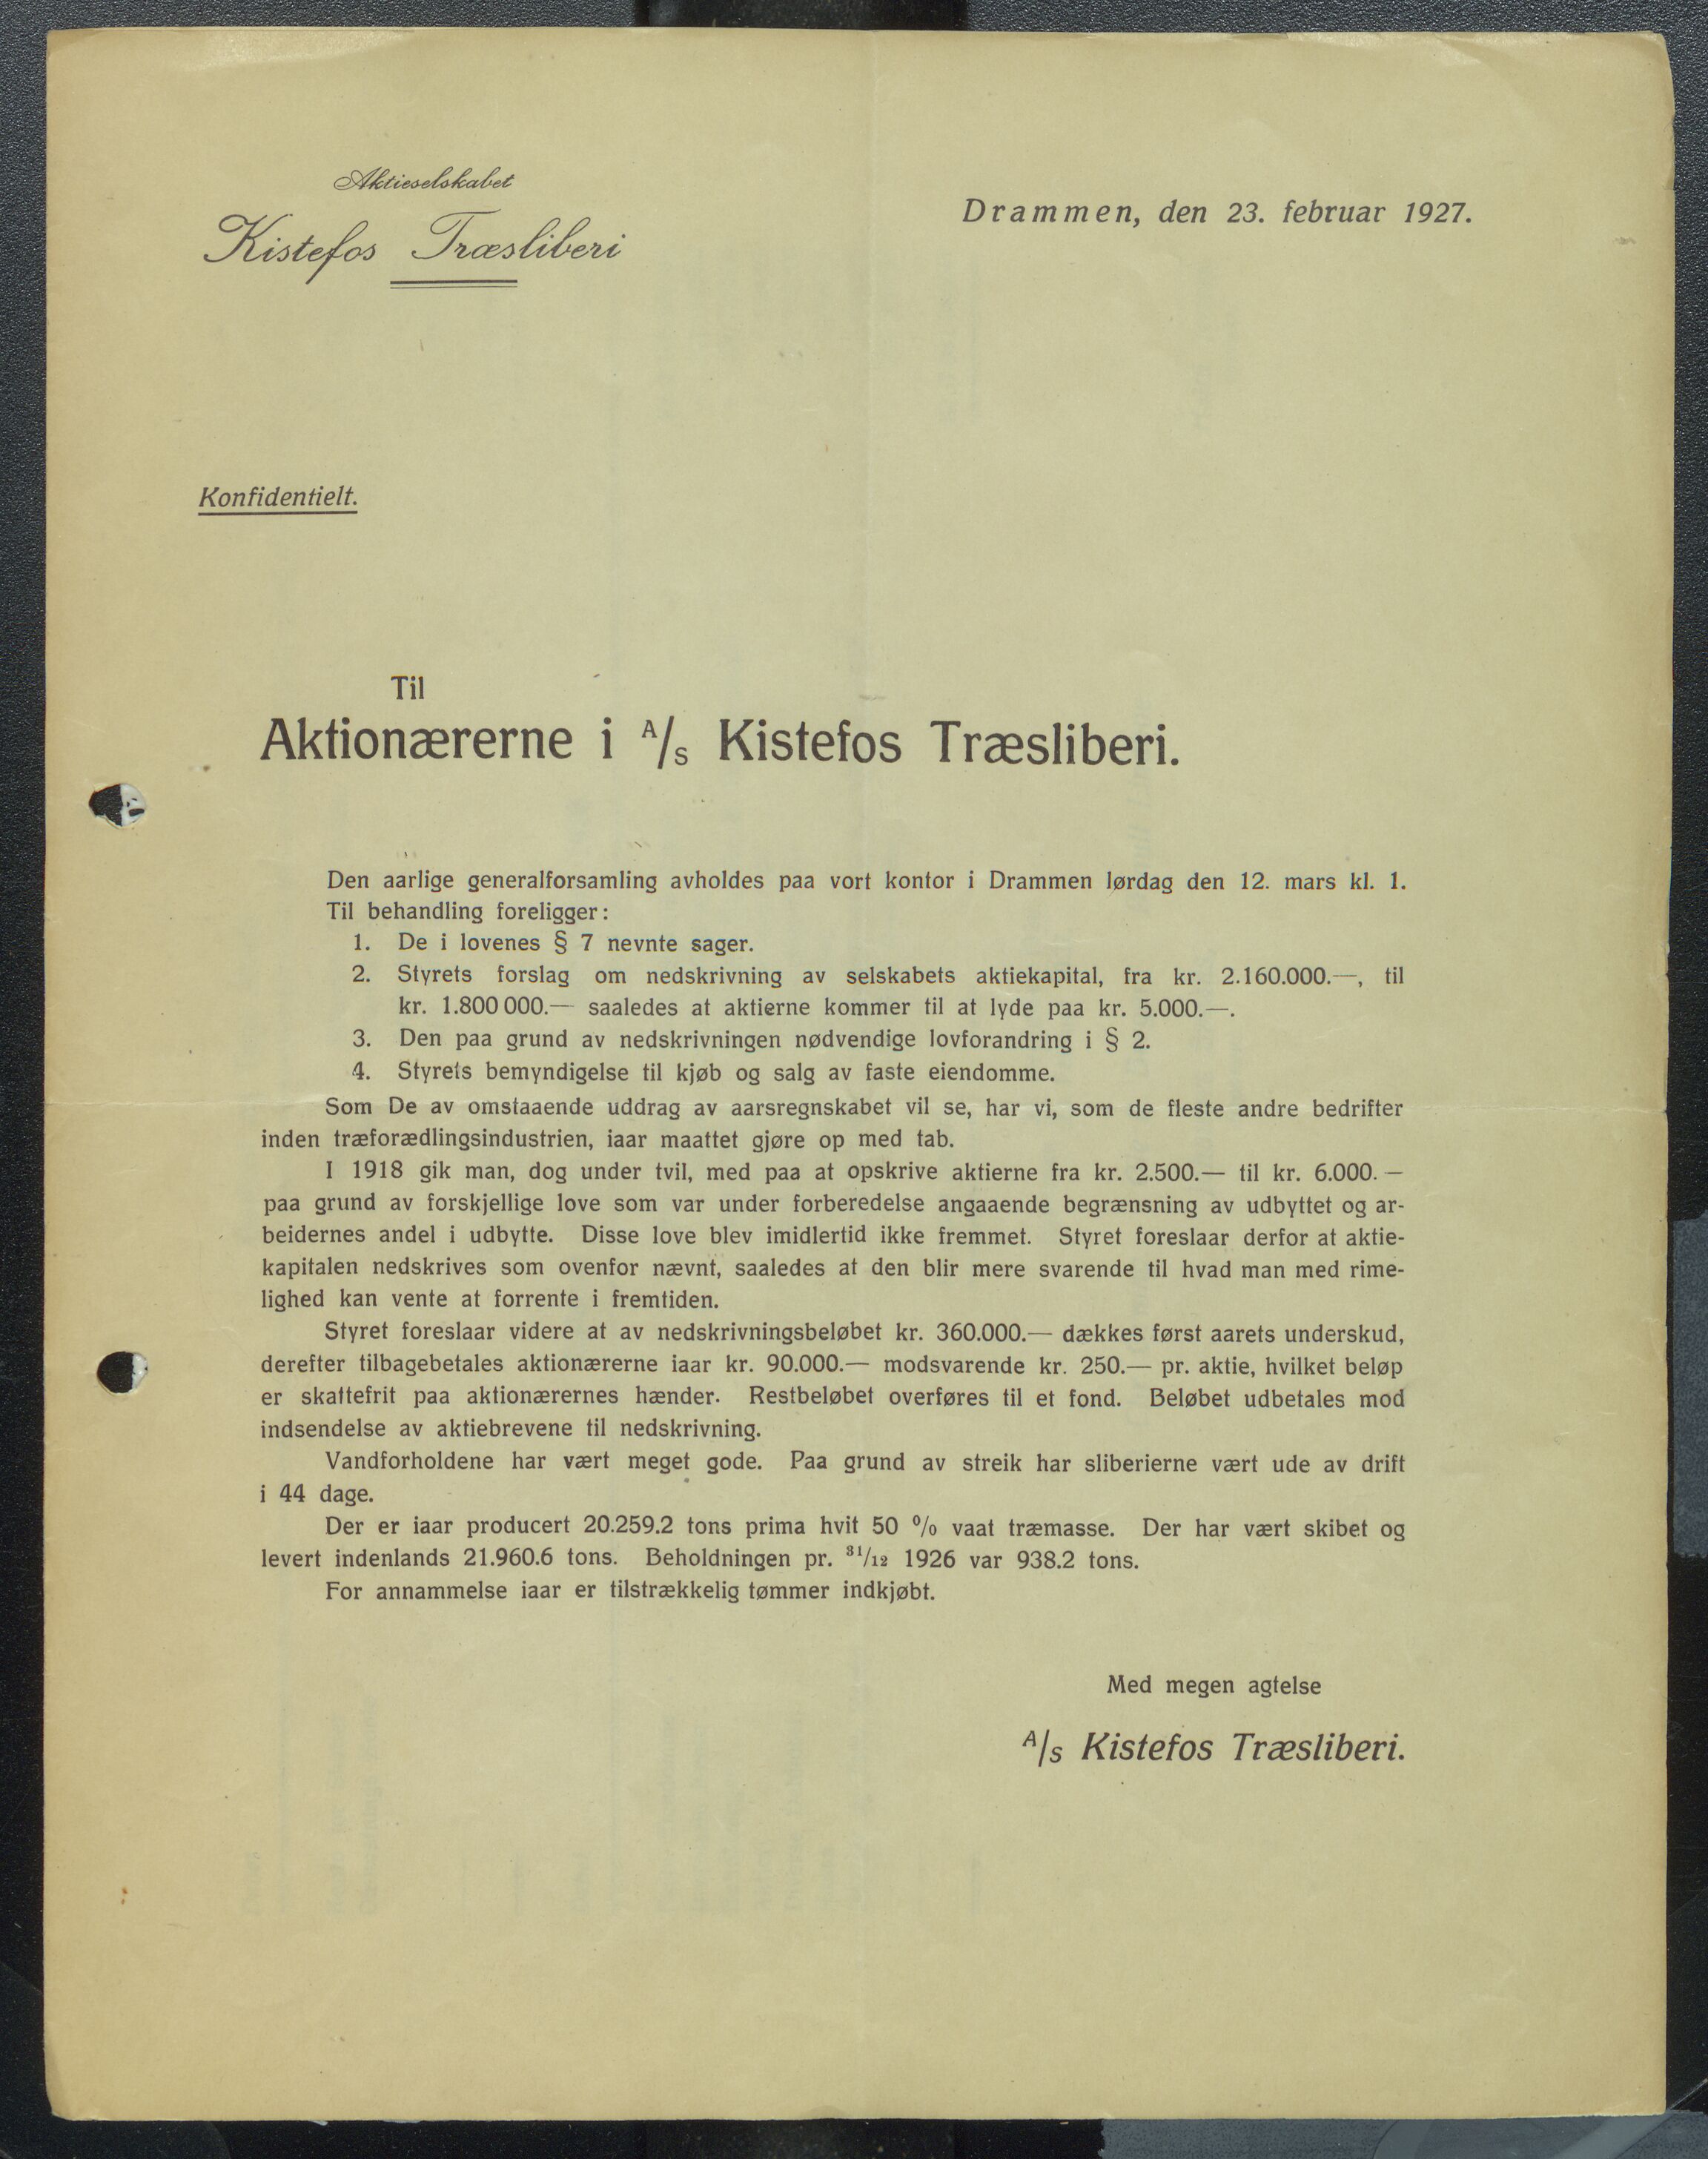 Aktieselskabet
Kistefos Træsliberi
Drammen, den 23. februar 1927.
Konfidentielt.
Til
Aktionærerne i A/s Kistefos Træsliberi.
Den aarlige generalforsamling avholdes paa vort kontor i Drammen lørdag den 12. mars kl. 1.
Til behandling foreligger:
1. De i lovenes § 7 nevnte sager.
2. Styrets forslag om nedskrivning av selskabets aktiekapital, fra kr. 2.160.000.—, til
kr. 1.800 000.— saaledes at aktierne kommer til at lyde paa kr. 5.000.—.
3. Den paa grund av nedskrivningen nødvendige lovforandring i § 2.
4. Styrets bemyndigelse til kjøb og salg av faste eiendomme.
Som De av omstaaende uddrag av aarsregnskabet vil se, har vi, som de fleste andre bedrifter
inden træforædlingsindustrien, iaar maattet gjøre op med tab.
I 1918 gik man, dog under tvil, med paa at opskrive aktierne fra kr. 2.500.— til kr. 6.000.—
paa grund av forskjellige love som var under forberedelse angaaende begrænsning av udbyttet og ar-
beidernes andel i udbytte. Disse love blev imidlertid ikke fremmet. Styret foreslaar derfor at aktie-
kapitalen nedskrives som ovenfor nævnt, saaledes at den blir mere svarende til hvad man med rime-
lighed kan vente at forrente i fremtiden.
Styret foreslaar videre at av nedskrivningsbeløbet kr. 360.000.— dækkes først aarets underskud,
derefter tilbagebetales aktionærerne iaar kr. 90.000.— modsvarende kr. 250.— pr. aktie, hvilket beløp
er skattefrit paa aktionærernes hænder. Restbeløbet overføres til et fond. Beløbet udbetales mod
indsendelse av aktiebrevene til nedskrivning.
Vandforholdene har vært meget gode. Paa grund av streik har sliberierne vært ude av drift
i 44 dage.
Der er iaar producert 20.259.2 tons prima hvit 50 % vaat træmasse. Der har vært skibet og
levert indenlands 21.960.6 tons. Beholdningen pr. 31/12 1926 var 938.2 tons.
For annammelse iaar er tilstrækkelig tømmer indkjøbt.
Med megen agtelse
A/s Kistefos Træsliberi.